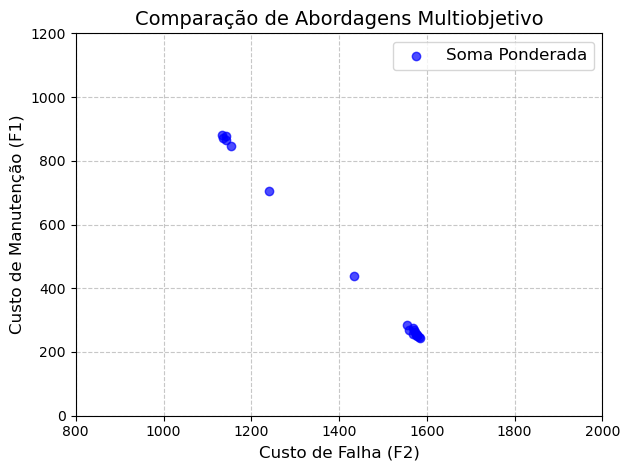 Comparação de Abordagens Multiobjetivo
Soma Ponderada
Custo de Manutenção (F1)
1200
1000
800
600
400
200
0
800 1000 1200 1400 1600 1800 2000
Custo de Falha (F2)